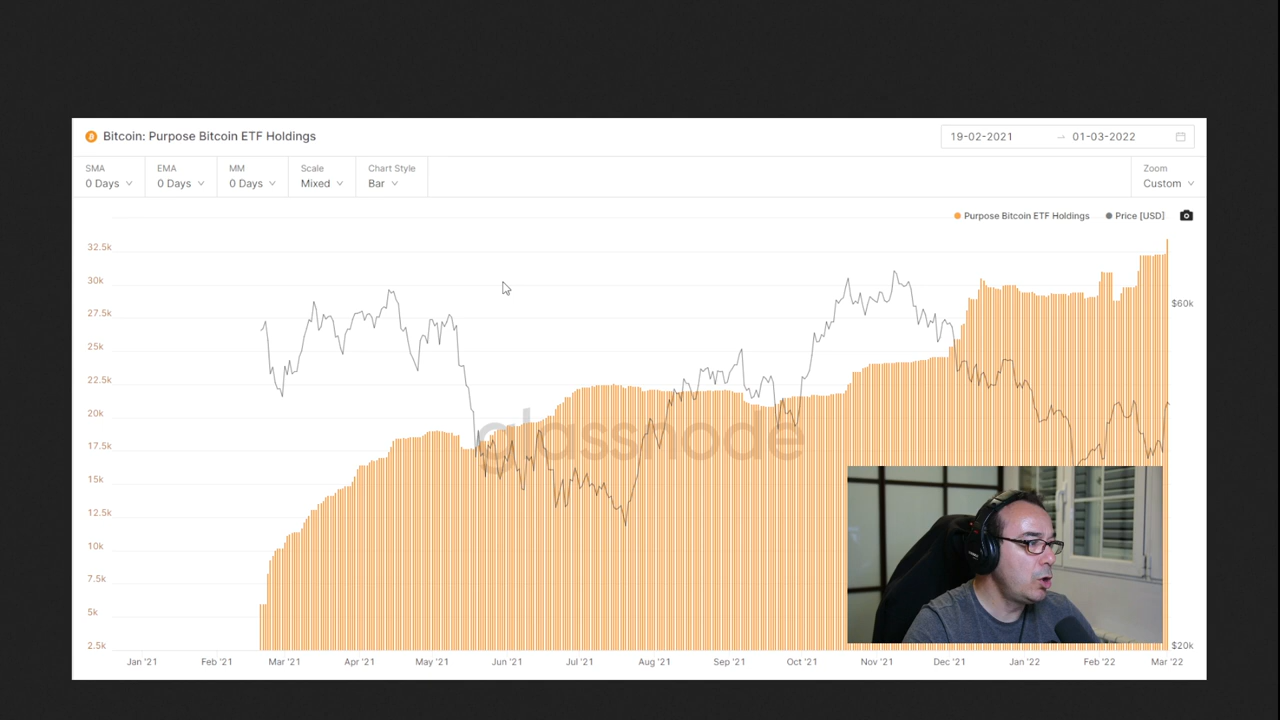 Bitcoin: Purpose Bitcoin ETF Holdings
19-02-2021 → 01-03-2022
SMA EMA MM Scale Chart Style Zoom
0 Days 0 Days 0 Days Mixed Bar Custom
Purpose Bitcoin ETF Holdings Price [USD]
32.5k
30k
$60k
27.5k
25k
22.5k
20k
glassnode
17.5k
15k
12.5k
10k
7.5k
5k
2.5k
$20k
Jan '21 Feb '21 Mar '21 Apr '21 May '21 Jun '21 Jul '21 Aug '21 Sep '21 Oct '21 Nov '21 Dec '21 Jan '22 Feb '22 Mar '22